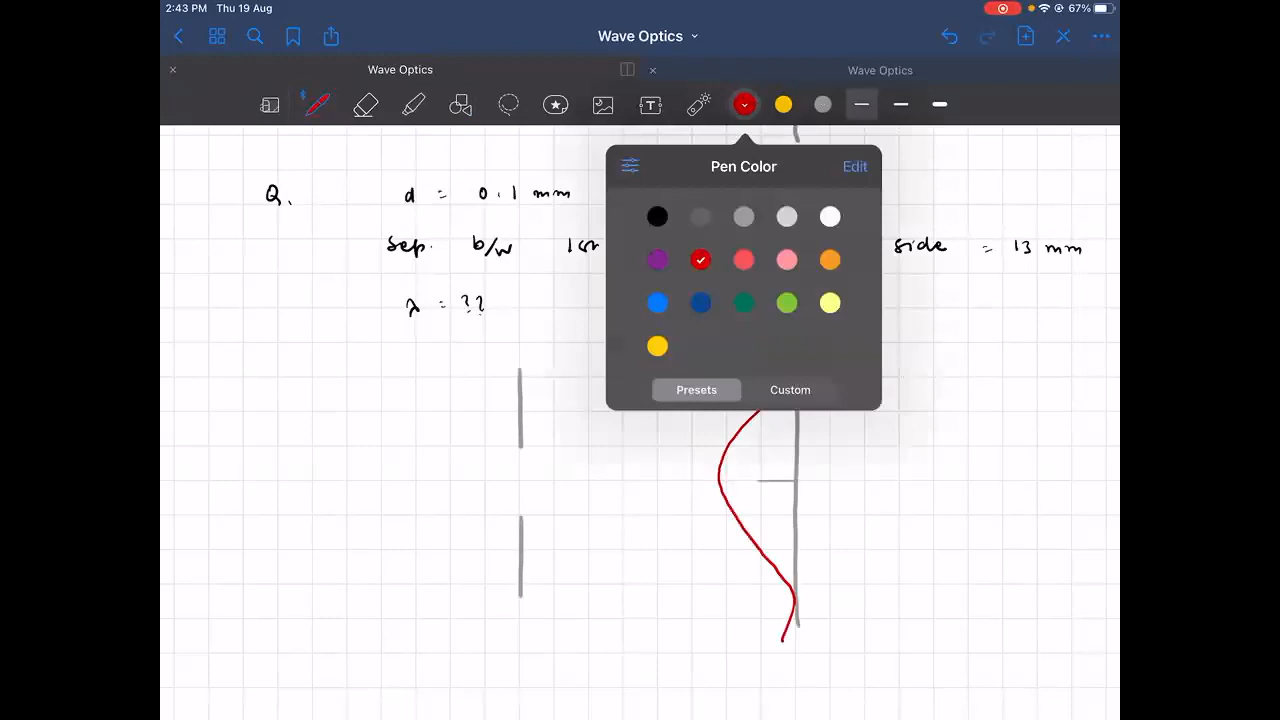 2:43 PM Thu 19 Aug 67%
Wave Optics
Wave Optics Wave Optics
T
Pen Color Edit
Q. d = 0.1 mm
Sep. b/w side = 13 mm
λ = ??
Presets Custom